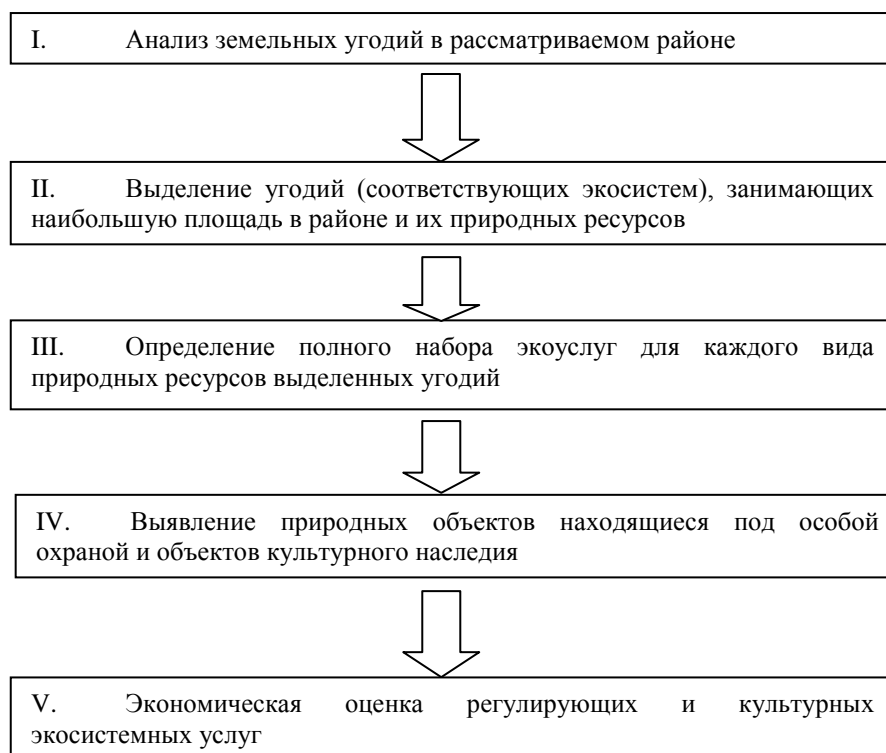 I. Анализ земельных угодий в рассматриваемом районе
II. Выделение угодий (соответствующих экосистем), занимающих
наибольшую площадь в районе и их природных ресурсов
III. Определение полного набора экоуслуг для каждого вида
природных ресурсов выделенных угодий
IV. Выявление природных объектов находящиеся под особой
охраной и объектов культурного наследия
V. Экономическая оценка регулирующих и культурных
экосистемных услуг